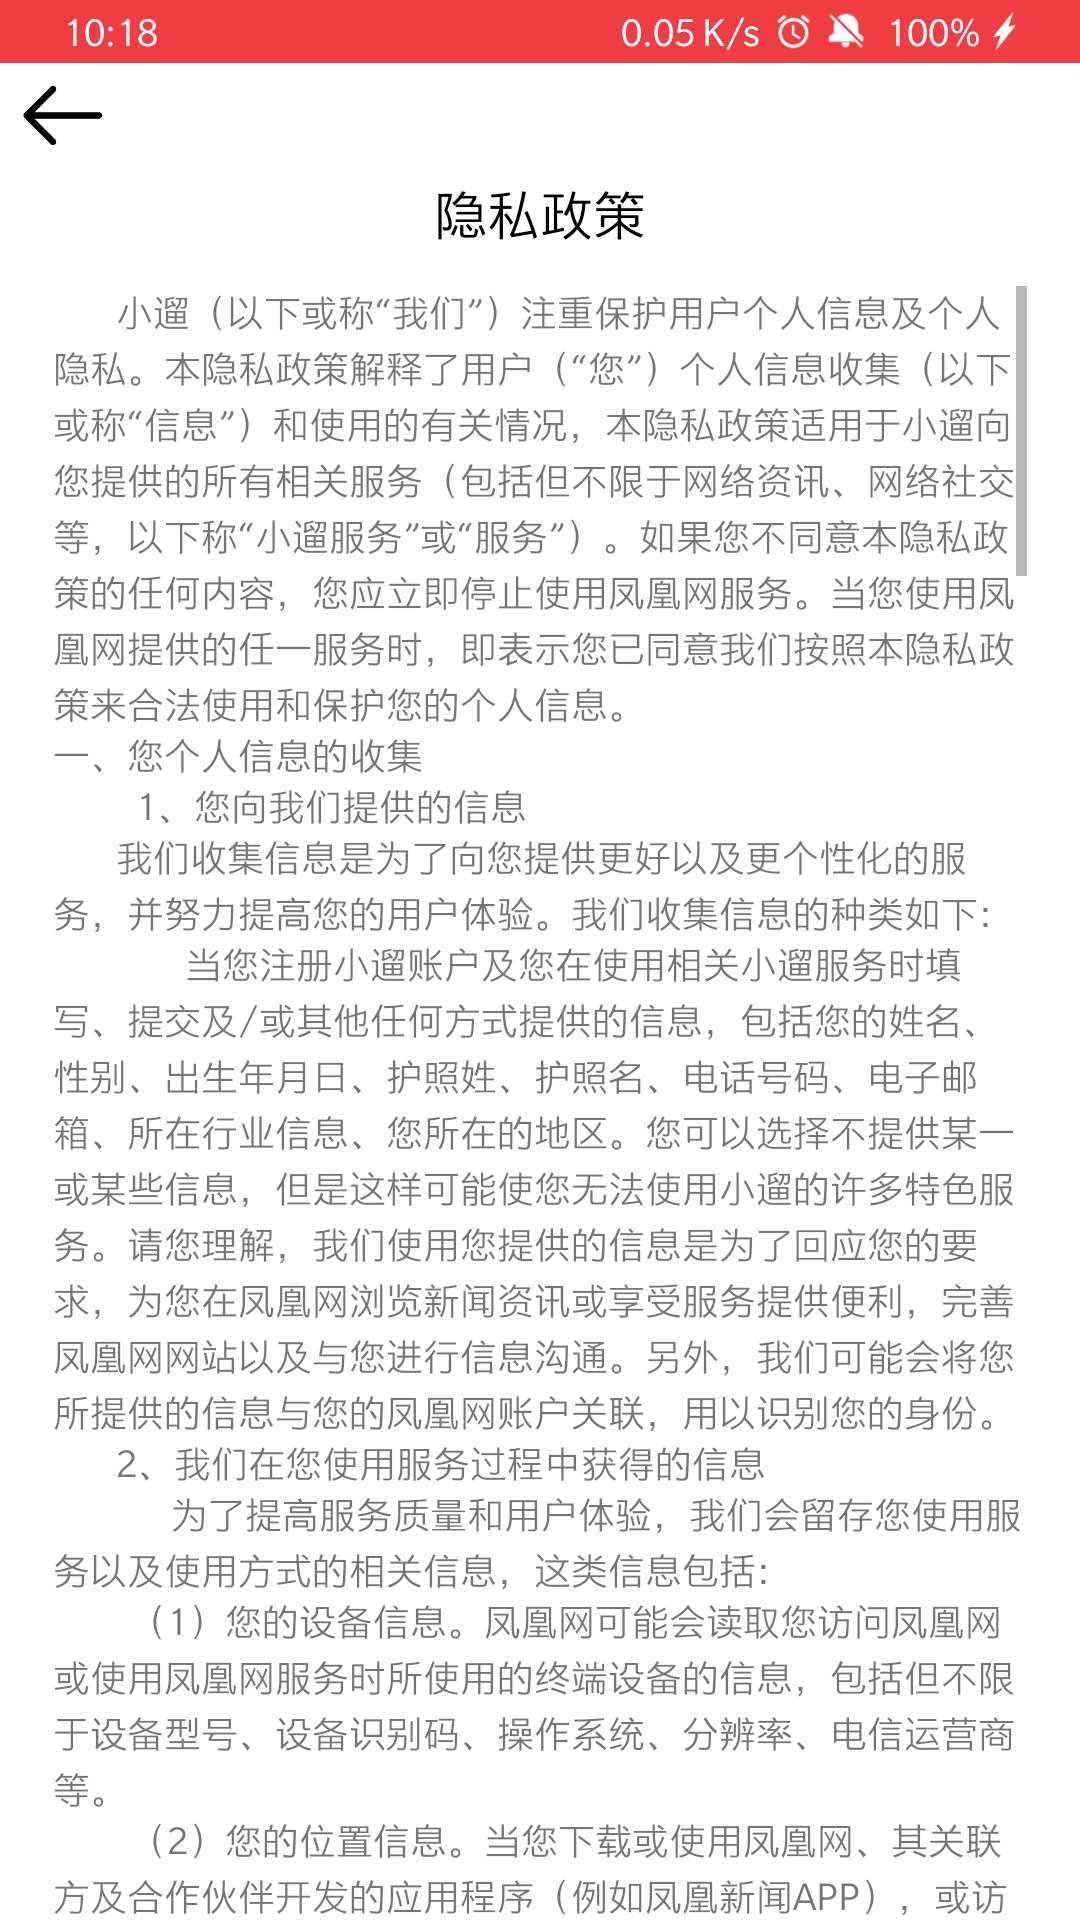 10:18
0.05 K/s
100%
隐私政策
小遛（以下或称“我们”）注重保护用户个人信息及个人
隐私。本隐私政策解释了用户（“您”）个人信息收集（以下
或称“信息”）和使用的有关情况，本隐私政策适用于小遛向
您提供的所有相关服务（包括但不限于网络资讯、网络社交
等，以下称“小遛服务”或“服务”）。如果您不同意本隐私政
策的任何内容，您应立即停止使用凤凰网服务。当您使用凤
凰网提供的任一服务时，即表示您已同意我们按照本隐私政
策来合法使用和保护您的个人信息。
一、您个人信息的收集
1、您向我们提供的信息
我们收集信息是为了向您提供更好以及更个性化的服
务，并努力提高您的用户体验。我们收集信息的种类如下：
当您注册小遛账户及您在使用相关小遛服务时填
写、提交及/或其他任何方式提供的信息，包括您的姓名、
性别、出生年月日、护照姓、护照名、电话号码、电子邮
箱、所在行业信息、您所在的地区。您可以选择不提供某一
或某些信息，但是这样可能使您无法使用小遛的许多特色服
务。请您理解，我们使用您提供的信息是为了回应您的要
求，为您在凤凰网浏览新闻资讯或享受服务提供便利，完善
凤凰网网站以及与您进行信息沟通。另外，我们可能会将您
所提供的信息与您的凤凰网账户关联，用以识别您的身份。
2、我们在您使用服务过程中获得的信息
为了提高服务质量和用户体验，我们会留存您使用服
务以及使用方式的相关信息，这类信息包括：
（1）您的设备信息。凤凰网可能会读取您访问凤凰网
或使用凤凰网服务时所使用的终端设备的信息，包括但不限
于设备型号、设备识别码、操作系统、分辨率、电信运营商
等。
（2）您的位置信息。当您下载或使用凤凰网、其关联
方及合作伙伴开发的应用程序（例如凤凰新闻APP），或访